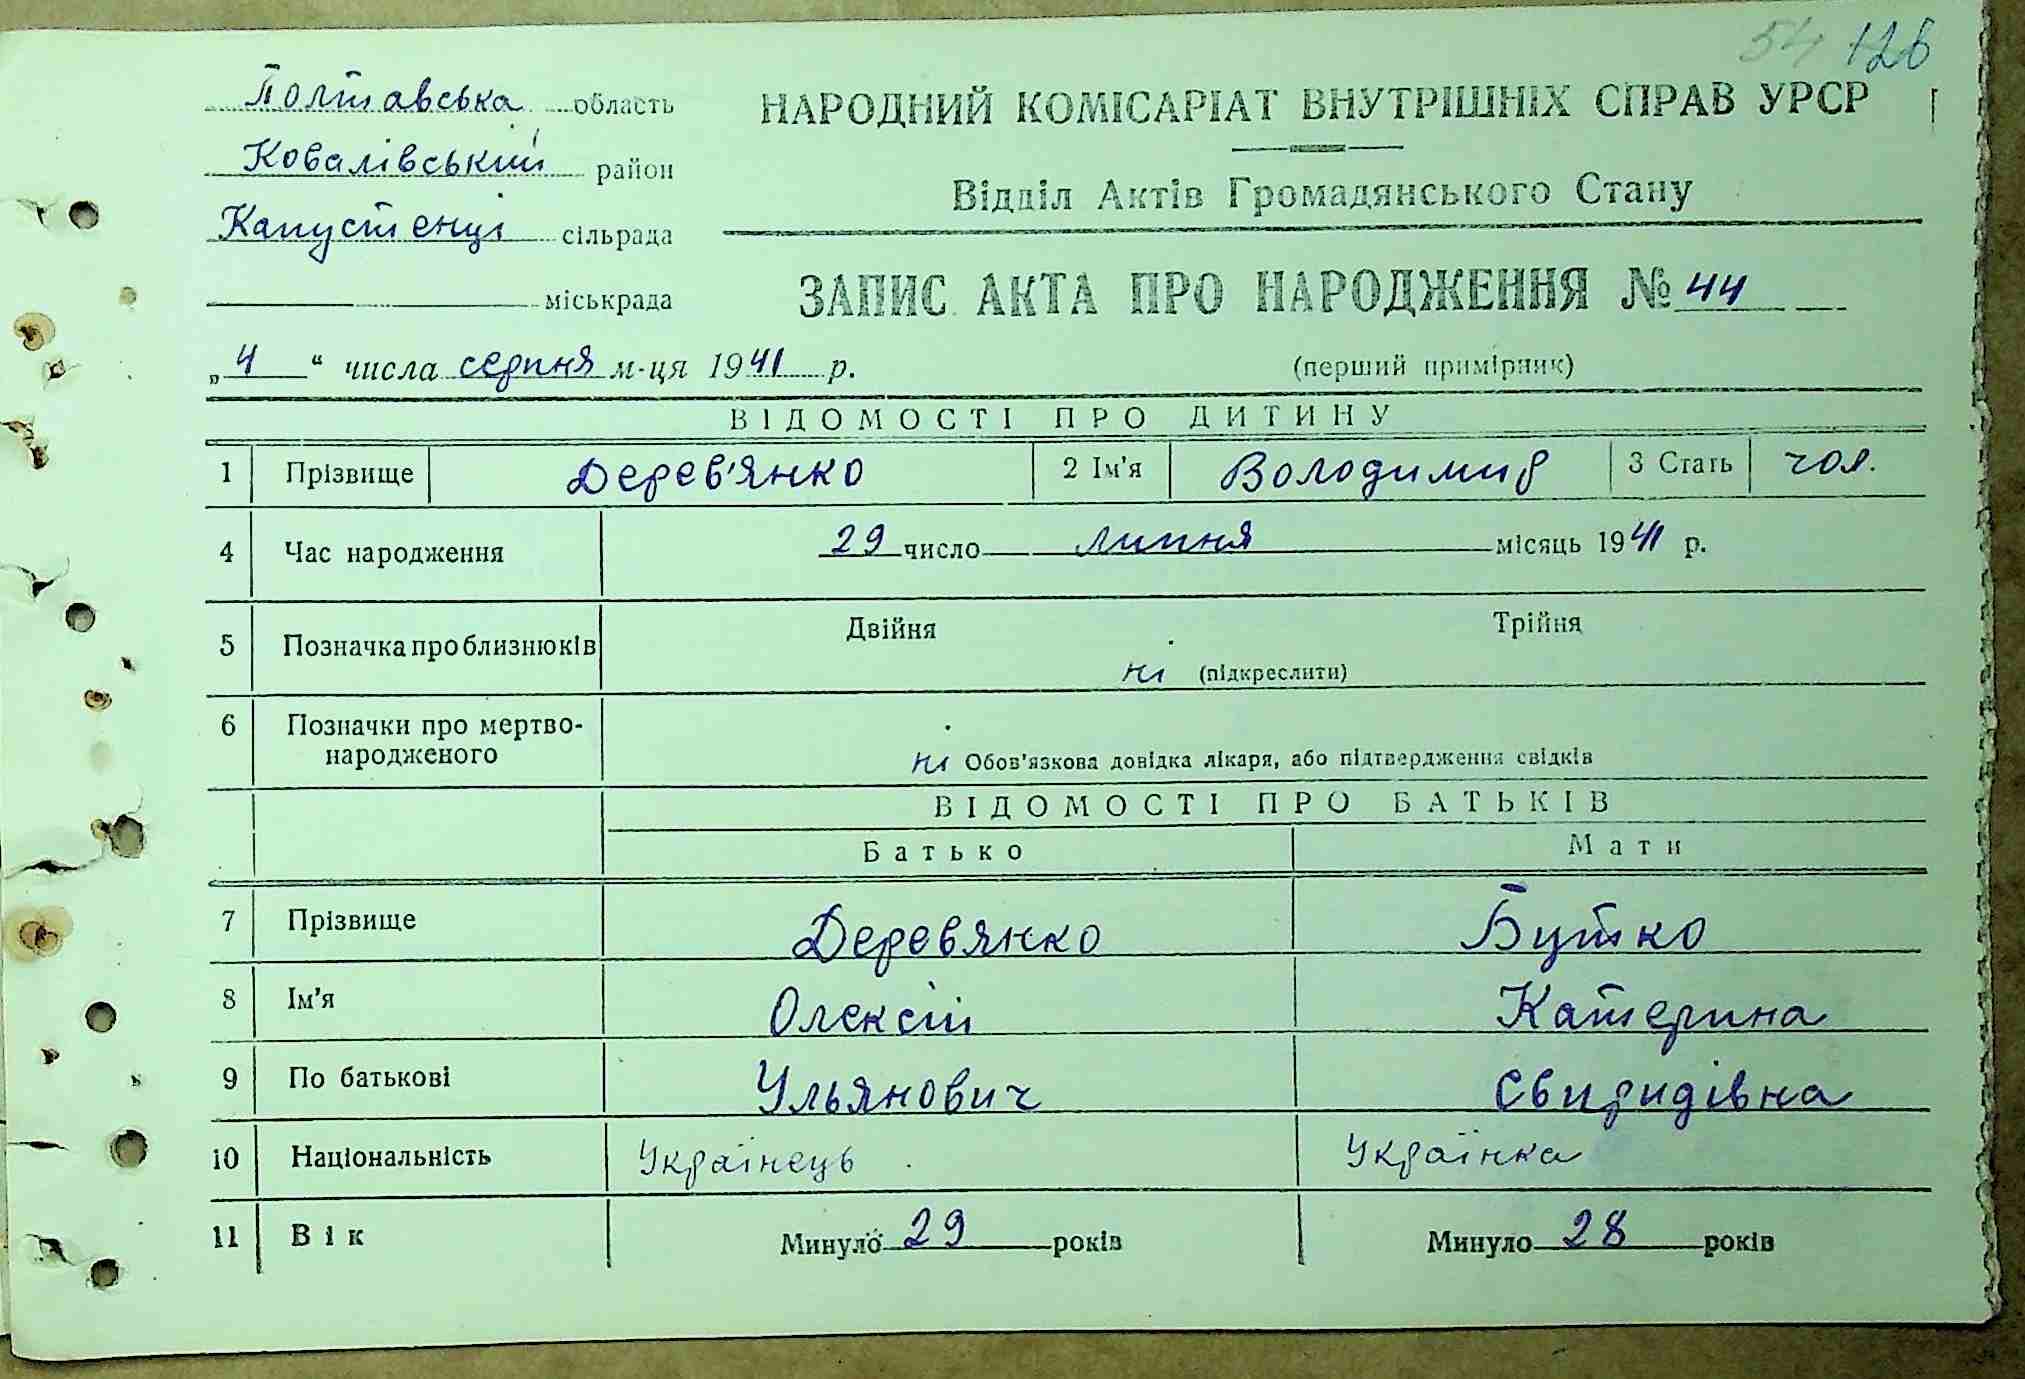 54 126
Полтавська область
НАРОДНИЙ КОМІСАРІАТ ВНУТРІШНІХ СПРАВ УРСР
Ковалівський район
Відділ Актів Громадянського Стану
Капустенці сільрада
міськрада
ЗАПИС АКТА ПРО НАРОДЖЕННЯ № 44
„4“ числа серпня м-ця 1941 р.
(перший примірник)
ВІДОМОСТІ ПРО ДИТИНУ
1 Прізвище Дерев'янко 2 Ім'я Володимир 3 Стать чол.
4 Час народження 29 число липня місяць 1941 р.
5 Позначка про близнюків Двійня Трійня
ні (підкреслити)
6 Позначки про мертво-
народженого
ні Обов'язкова довідка лікаря, або підтвердження свідків
ВІДОМОСТІ ПРО БАТЬКІВ
Батько Мати
7 Прізвище Деревянко Бутко
8 Ім'я Олексій Катерина
9 По батькові Ульянович Свиридівна
10 Національність Українець Українка
11 Вік Минуло 29 років Минуло 28 років